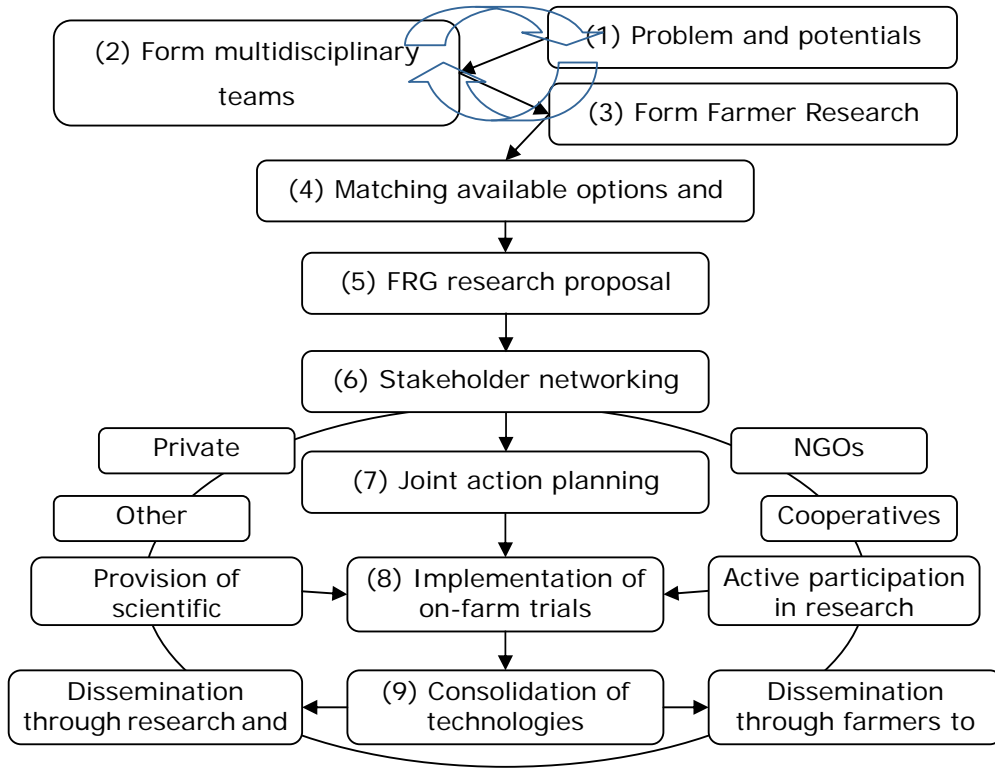 (1) Problem and potentials
(2) Form multidisciplinary
teams
(3) Form Farmer Research
(4) Matching available options and
(5) FRG research proposal
(6) Stakeholder networking
Private
NGOs
(7) Joint action planning
Other
Cooperatives
Provision of
scientific
(8) Implementation of
on-farm trials
Active participation
in research
Dissemination
through research and
(9) Consolidation of
technologies
Dissemination
through farmers to